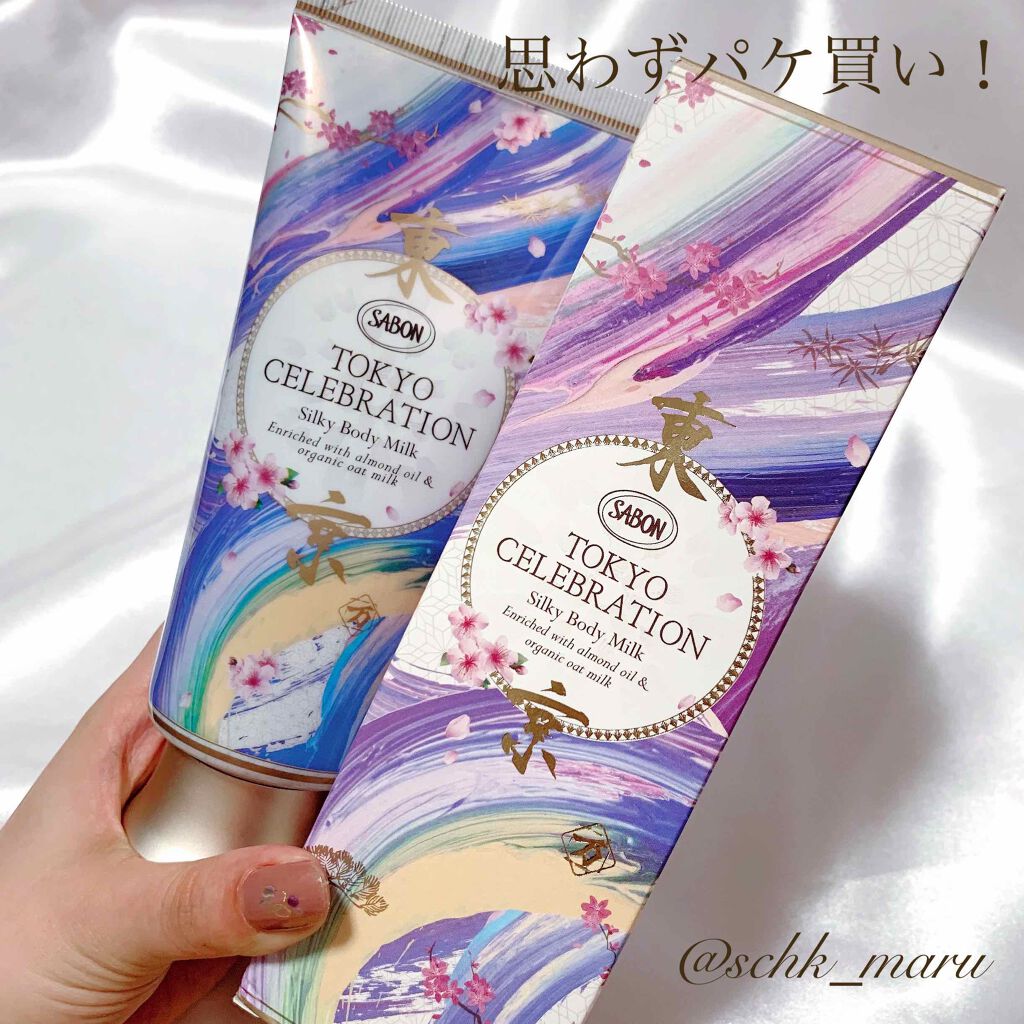 思わずパケ買い！
東
SABON
TOKYO
CELEBRATION
Silky Body Milk
Enriched with almond oil &
organic oat milk
京
東
SABON
TOKYO
CELEBRATION
Silky Body Milk
Enriched with almond oil &
organic oat milk
京
@schk_maru